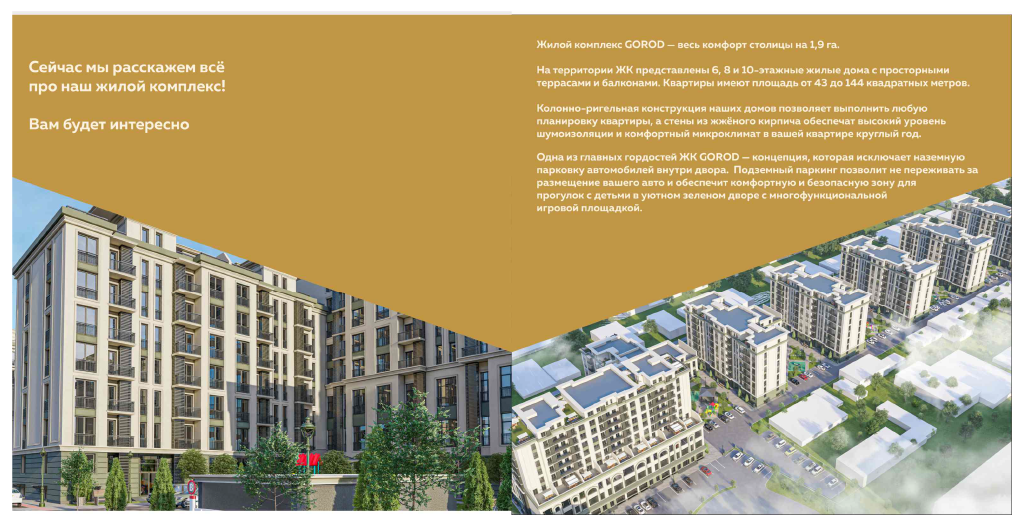 Сейчас мы расскажем всё
про наш жилой комплекс!
Вам будет интересно
Жилой комплекс GOROD — весь комфорт столицы на 1,9 га.
На территории ЖК представлены 6, 8 и 10-этажные жилые дома с просторными
террасами и балконами. Квартиры имеют площадь от 43 до 144 квадратных метров.
Колонно-ригельная конструкция наших домов позволяет выполнить любую
планировку квартиры, а стены из жжёного кирпича обеспечат высокий уровень
шумоизоляции и комфортный микроклимат в вашей квартире круглый год.
Одна из главных гордостей ЖК GOROD — концепция, которая исключает наземную
парковку автомобилей внутри двора. Подземный паркинг позволит не переживать за
размещение вашего авто и обеспечит комфортную и безопасную зону для
прогулок с детьми в уютном зеленом дворе с многофункциональной
игровой площадкой.